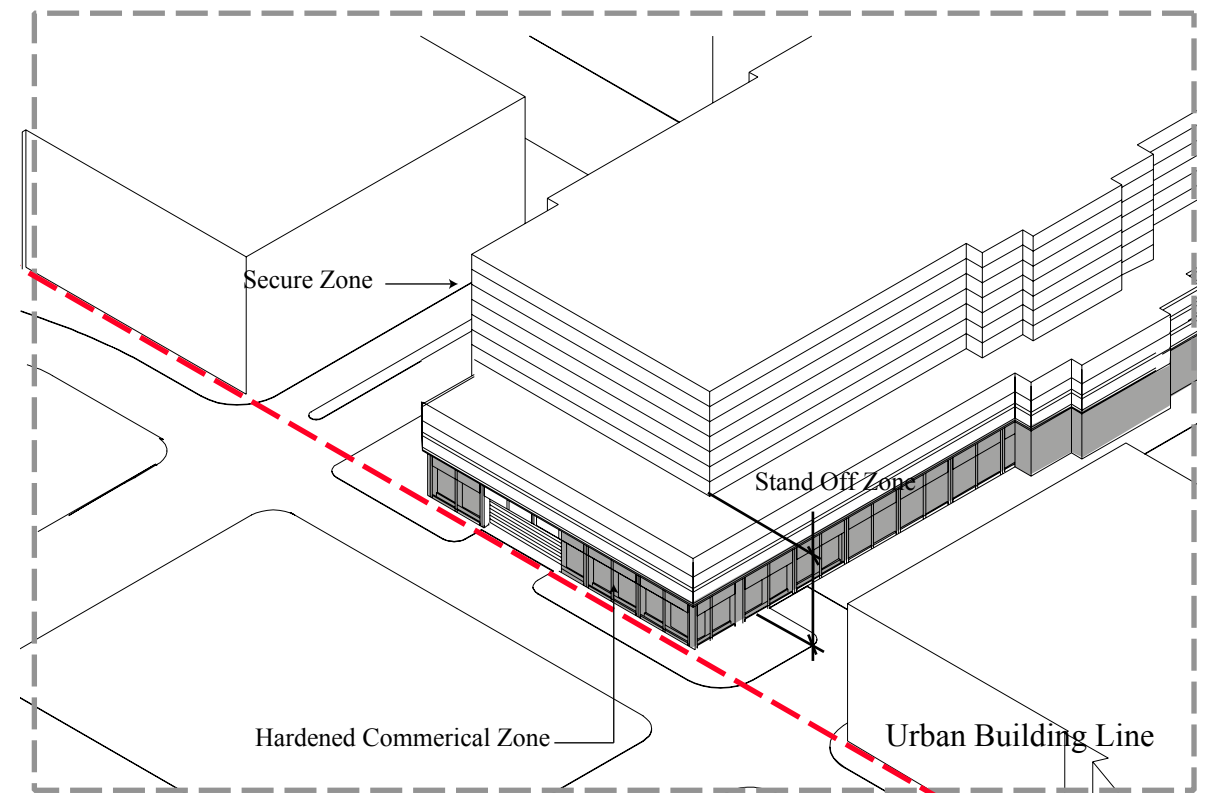 Secure Zone
Stand Off Zone
Hardened Commerical Zone
Urban Building Line